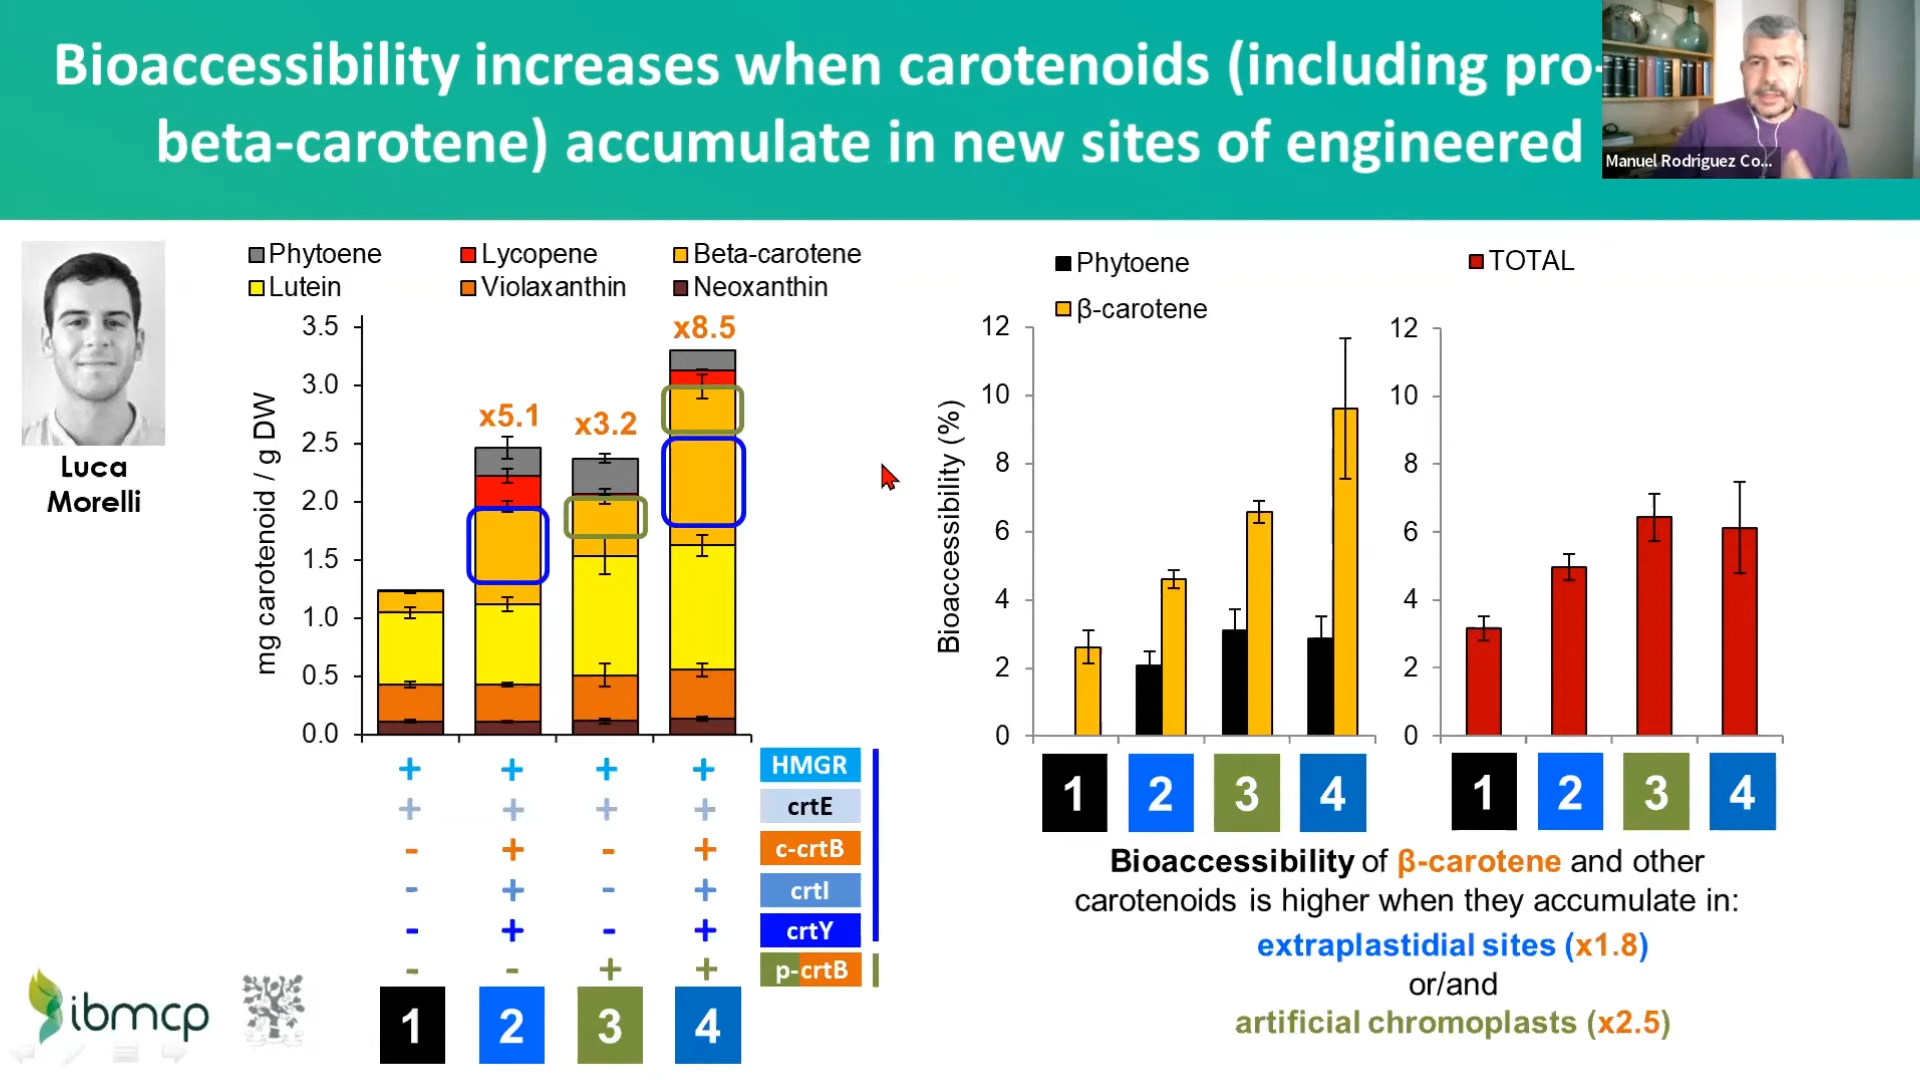 Bioaccessibility increases when carotenoids (including pro-
beta-carotene) accumulate in new sites of engineered
Manuel Rodriguez Co...
Luca
Morelli
Phytoene
Lycopene
Beta-carotene
Lutein
Violaxanthin
Neoxanthin
mg carotenoid / g DW
3.5
3.0
2.5
2.0
1.5
1.0
0.5
0.0
x5.1
x3.2
x8.5
+ + + + HMGR
+ + + + crtE
- + - + c-crtB
- + - + crtI
- + - + crtY
- - + + p-crtB
1 2 3 4
Phytoene
β-carotene
Bioaccessibility (%)
12
10
8
6
4
2
0
1 2 3 4
TOTAL
12
10
8
6
4
2
0
1 2 3 4
Bioaccessibility of β-carotene and other
carotenoids is higher when they accumulate in:
extraplastidial sites (x1.8)
or/and
artificial chromoplasts (x2.5)
ibmcp